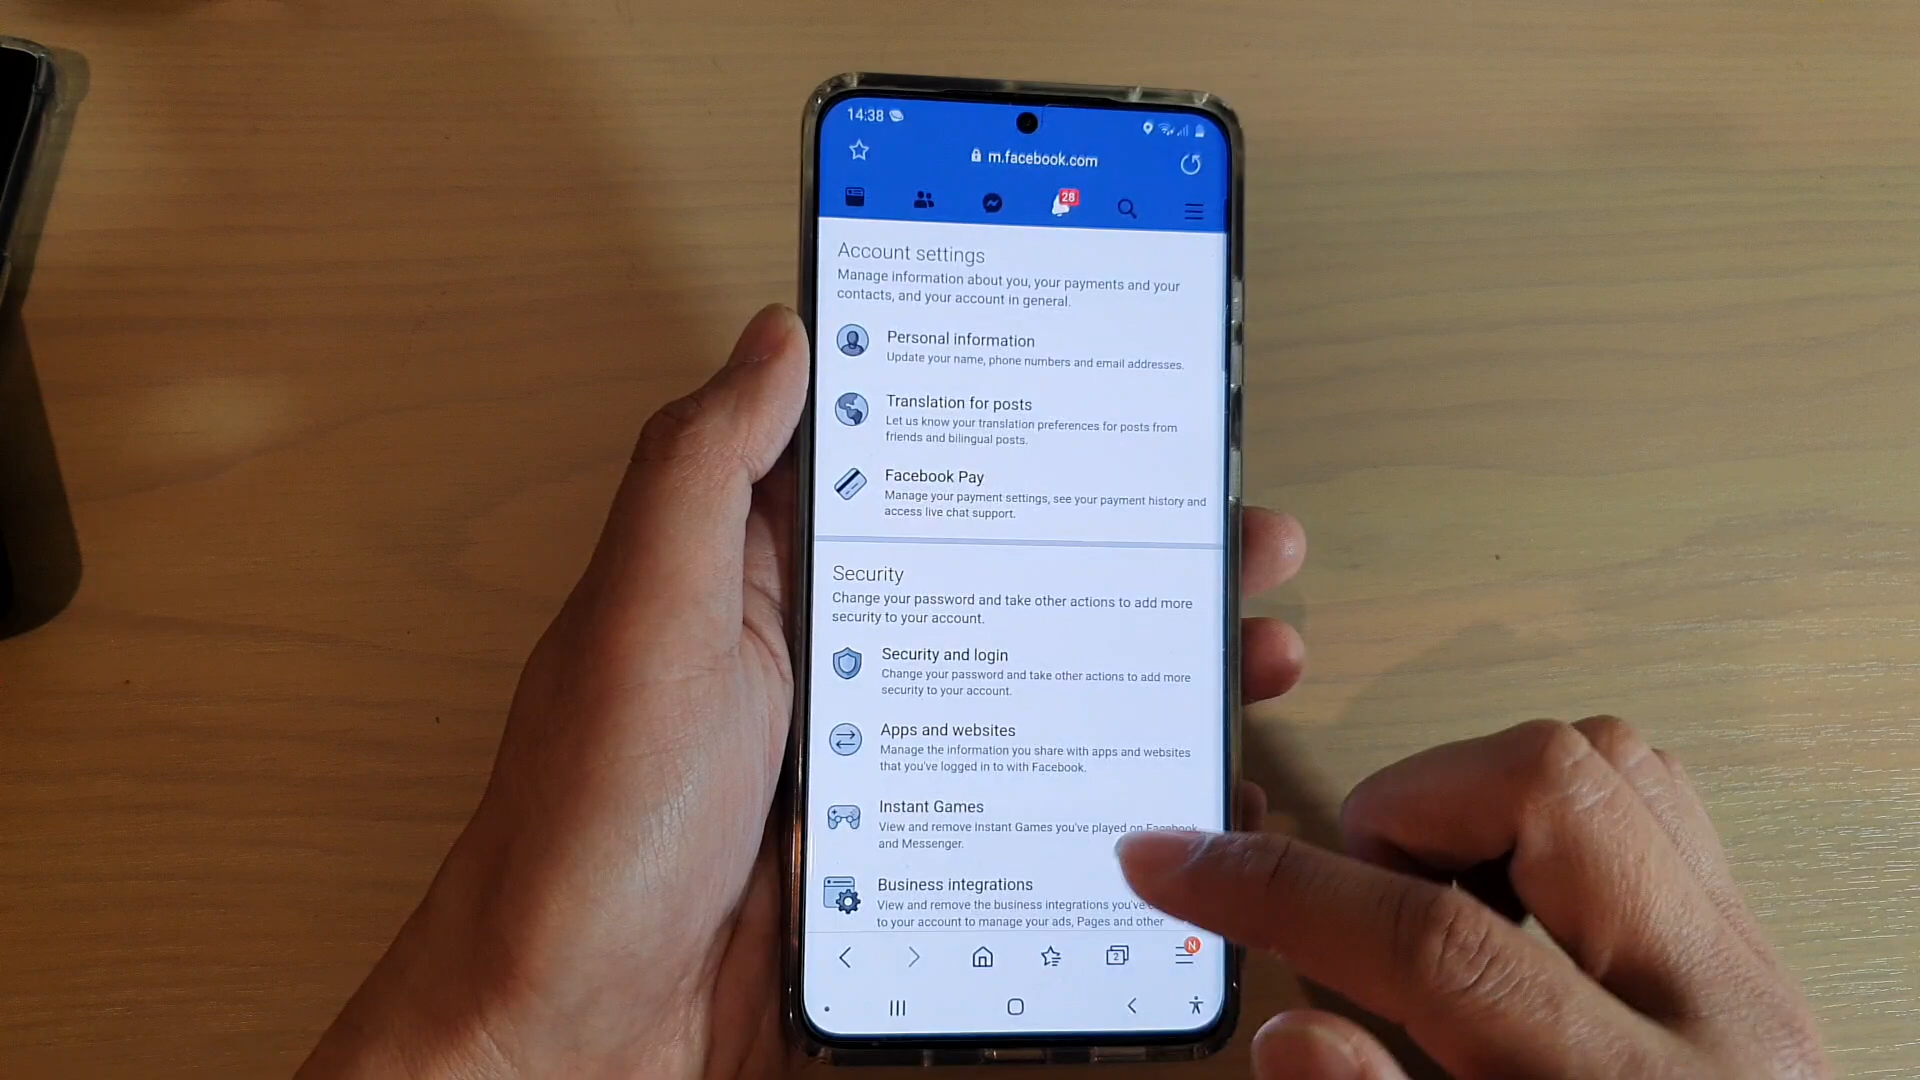 14:38
m.facebook.com
28
Account settings
Manage information about you, your payments and your
contacts, and your account in general.
Personal information
Update your name, phone numbers and email addresses.
Translation for posts
Let us know your translation preferences for posts from
friends and bilingual posts.
Facebook Pay
Manage your payment settings, see your payment history and
access live chat support.
Security
Change your password and take other actions to add more
security to your account.
Security and login
Change your password and take other actions to add more
security to your account.
Apps and websites
Manage the information you share with apps and websites
that you've logged in to with Facebook.
Instant Games
View and remove Instant Games you've played on Facebook
and Messenger.
Business integrations
View and remove the business integrations you've
to your account to manage your ads, Pages and other
2
N